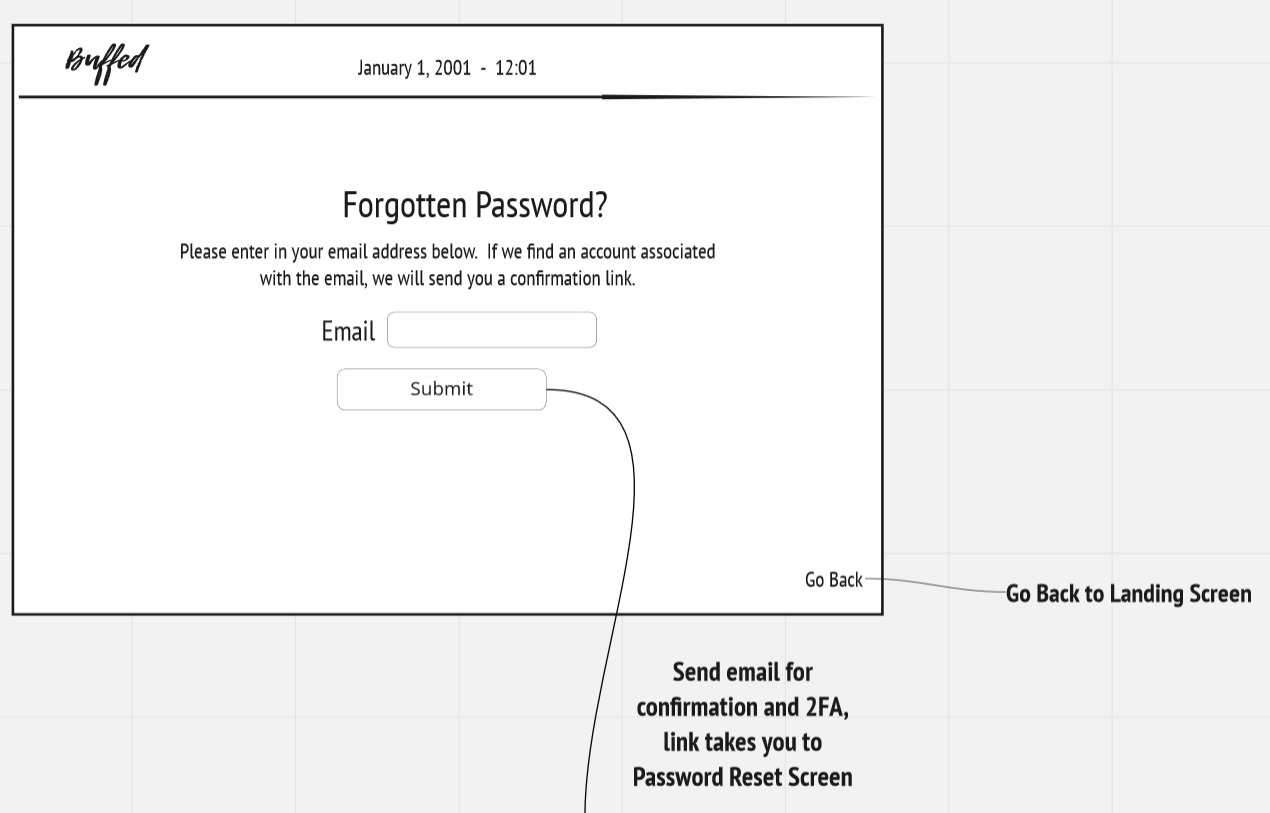 Buffed
January 1, 2001  -  12:01
Forgotten Password?
Please enter in your email address below.  If we find an account associated
with the email, we will send you a confirmation link.
Email
Submit
Go Back
Go Back to Landing Screen
Send email for
confirmation and 2FA,
link takes you to
Password Reset Screen